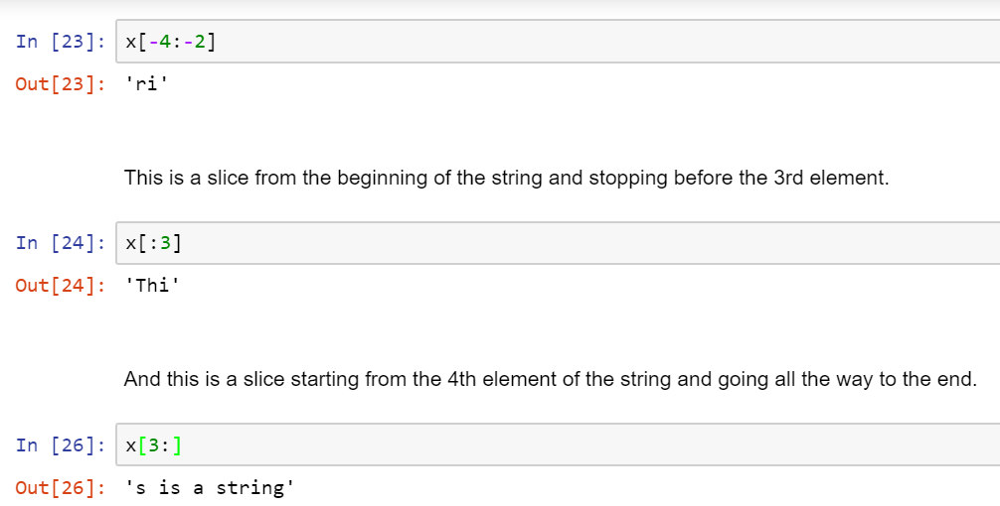 In [23]: x[-4:-2]
Out[23]: 'ri'
This is a slice from the beginning of the string and stopping before the 3rd element.
In [24]: x[:3]
Out[24]: 'Thi'
And this is a slice starting from the 4th element of the string and going all the way to the end.
In [26]: x[3:]
Out[26]: 's is a string'